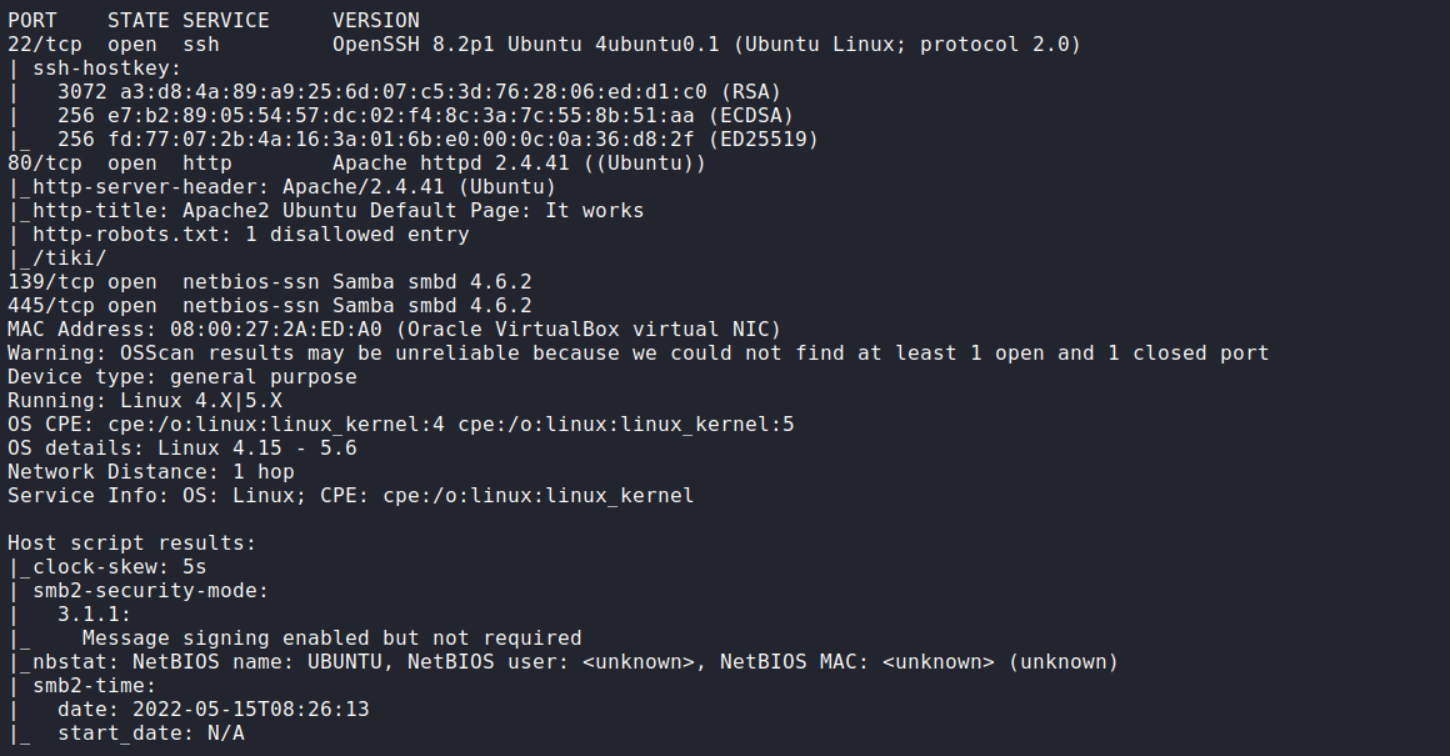 PORT    STATE SERVICE     VERSION
22/tcp  open  ssh         OpenSSH 8.2p1 Ubuntu 4ubuntu0.1 (Ubuntu Linux; protocol 2.0)
| ssh-hostkey:
|   3072 a3:d8:4a:89:a9:25:6d:07:c5:3d:76:28:06:ed:d1:c0 (RSA)
|   256 e7:b2:89:05:54:57:dc:02:f4:8c:3a:7c:55:8b:51:aa (ECDSA)
|_  256 fd:77:07:2b:4a:16:3a:01:6b:e0:00:0c:0a:36:d8:2f (ED25519)
80/tcp  open  http        Apache httpd 2.4.41 ((Ubuntu))
|_http-server-header: Apache/2.4.41 (Ubuntu)
|_http-title: Apache2 Ubuntu Default Page: It works
| http-robots.txt: 1 disallowed entry
|_/tiki/
139/tcp open  netbios-ssn Samba smbd 4.6.2
445/tcp open  netbios-ssn Samba smbd 4.6.2
MAC Address: 08:00:27:2A:ED:A0 (Oracle VirtualBox virtual NIC)
Warning: OSScan results may be unreliable because we could not find at least 1 open and 1 closed port
Device type: general purpose
Running: Linux 4.X|5.X
OS CPE: cpe:/o:linux:linux_kernel:4 cpe:/o:linux:linux_kernel:5
OS details: Linux 4.15 - 5.6
Network Distance: 1 hop
Service Info: OS: Linux; CPE: cpe:/o:linux:linux_kernel

Host script results:
|_clock-skew: 5s
| smb2-security-mode:
|   3.1.1:
|_    Message signing enabled but not required
|_nbstat: NetBIOS name: UBUNTU, NetBIOS user: <unknown>, NetBIOS MAC: <unknown> (unknown)
| smb2-time:
|   date: 2022-05-15T08:26:13
|_  start_date: N/A